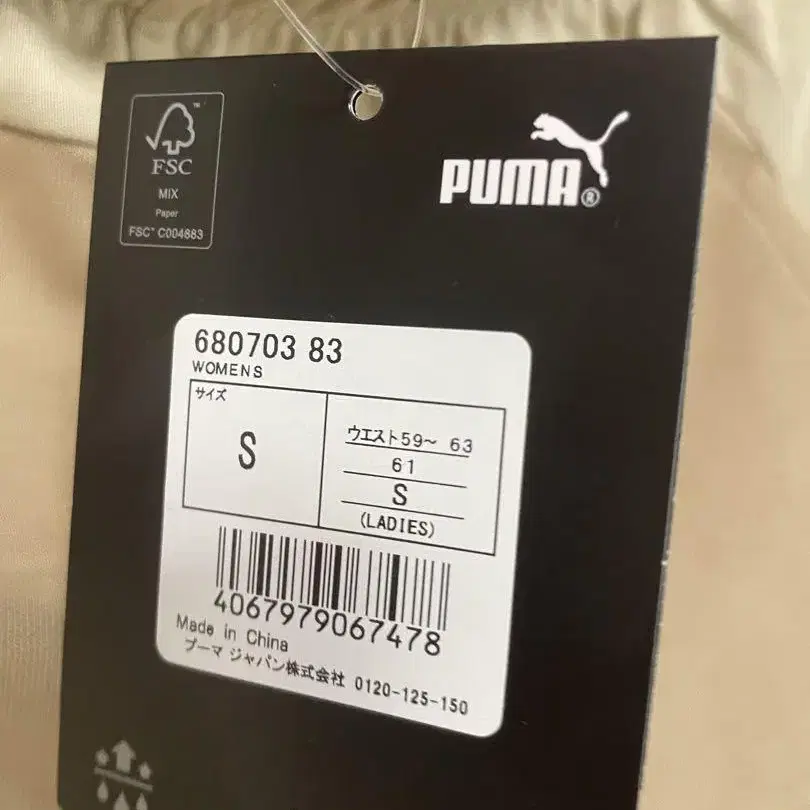 FSC™
MIX
Paper
FSC® C004883
PUMA®
680703 83
WOMENS
サイズ
S
ウエスト59〜 63
61
S
(LADIES)
4067979067478
Made in China
プーマ ジャパン株式会社 0120-125-150